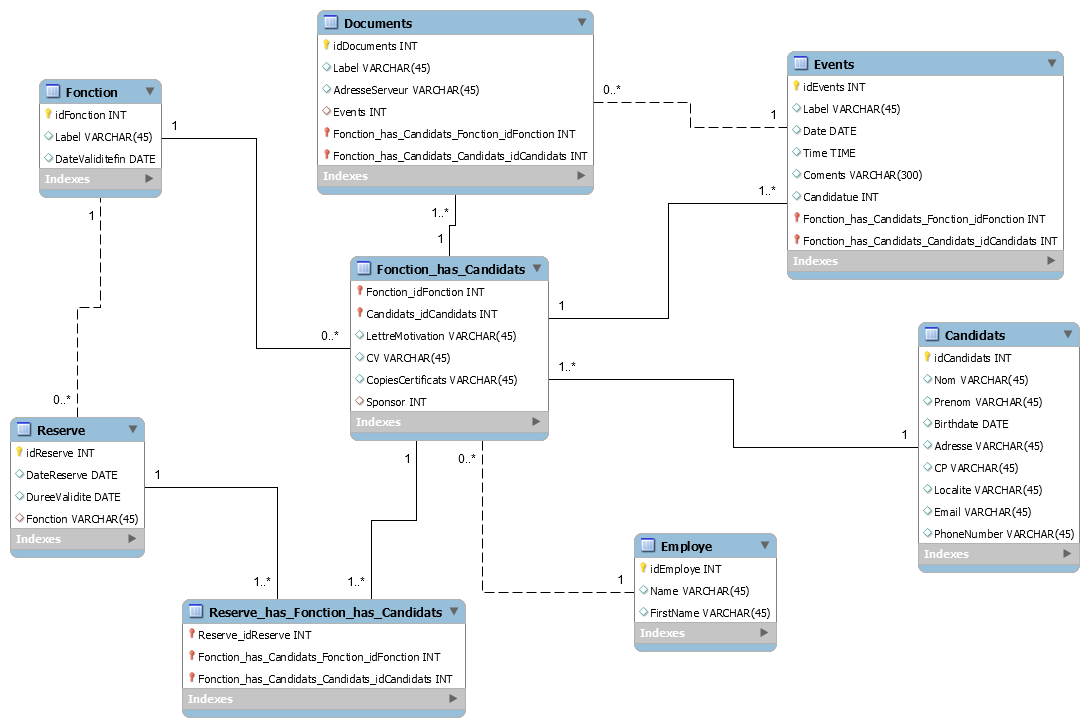 Documents
idDocuments INT
Label VARCHAR(45)
AdresseServeur VARCHAR(45)
Events INT
Fonction_has_Candidats_Fonction_idFonction INT
Fonction_has_Candidats_Candidats_idCandidats INT
Indexes
Events
idEvents INT
Label VARCHAR(45)
Date DATE
Time TIME
Coments VARCHAR(300)
Candidatue INT
Fonction_has_Candidats_Fonction_idFonction INT
Fonction_has_Candidats_Candidats_idCandidats INT
Indexes
Fonction
idFonction INT
Label VARCHAR(45)
DateValiditefin DATE
Indexes
0..*
1
1
1
1..*
1
1..*
1
0..*
1..*
1
0..*
Fonction_has_Candidats
Fonction_idFonction INT
Candidats_idCandidats INT
LettreMotivation VARCHAR(45)
CV VARCHAR(45)
CopiesCertificats VARCHAR(45)
Sponsor INT
Indexes
Candidats
idCandidats INT
Nom VARCHAR(45)
Prenom VARCHAR(45)
Birthdate DATE
Adresse VARCHAR(45)
CP VARCHAR(45)
Localite VARCHAR(45)
Email VARCHAR(45)
PhoneNumber VARCHAR(45)
Indexes
Reserve
idReserve INT
DateReserve DATE
DureeValidite DATE
Fonction VARCHAR(45)
Indexes
1
1
0..*
1..*
1..*
1
Employe
idEmploye INT
Name VARCHAR(45)
FirstName VARCHAR(45)
Indexes
Reserve_has_Fonction_has_Candidats
Reserve_idReserve INT
Fonction_has_Candidats_Fonction_idFonction INT
Fonction_has_Candidats_Candidats_idCandidats INT
Indexes